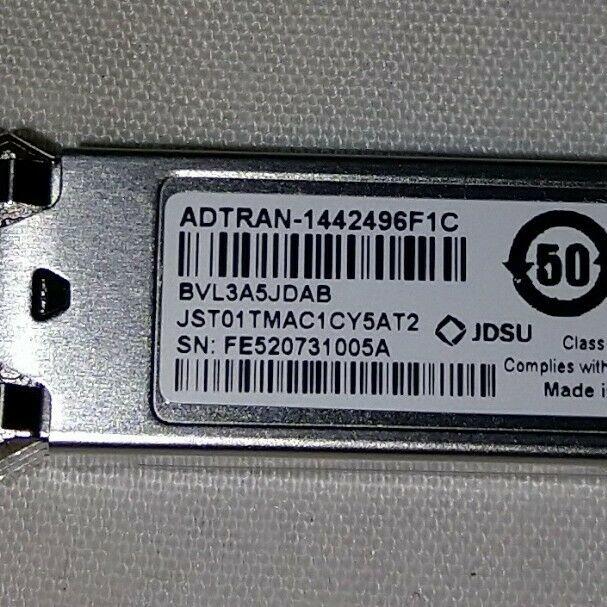 ADTRAN-1442496F1C
BVL3A5JDAB
JST01TMAC1CY5AT2
JDSU
SN: FE520731005A
50
Class
Complies with
Made i